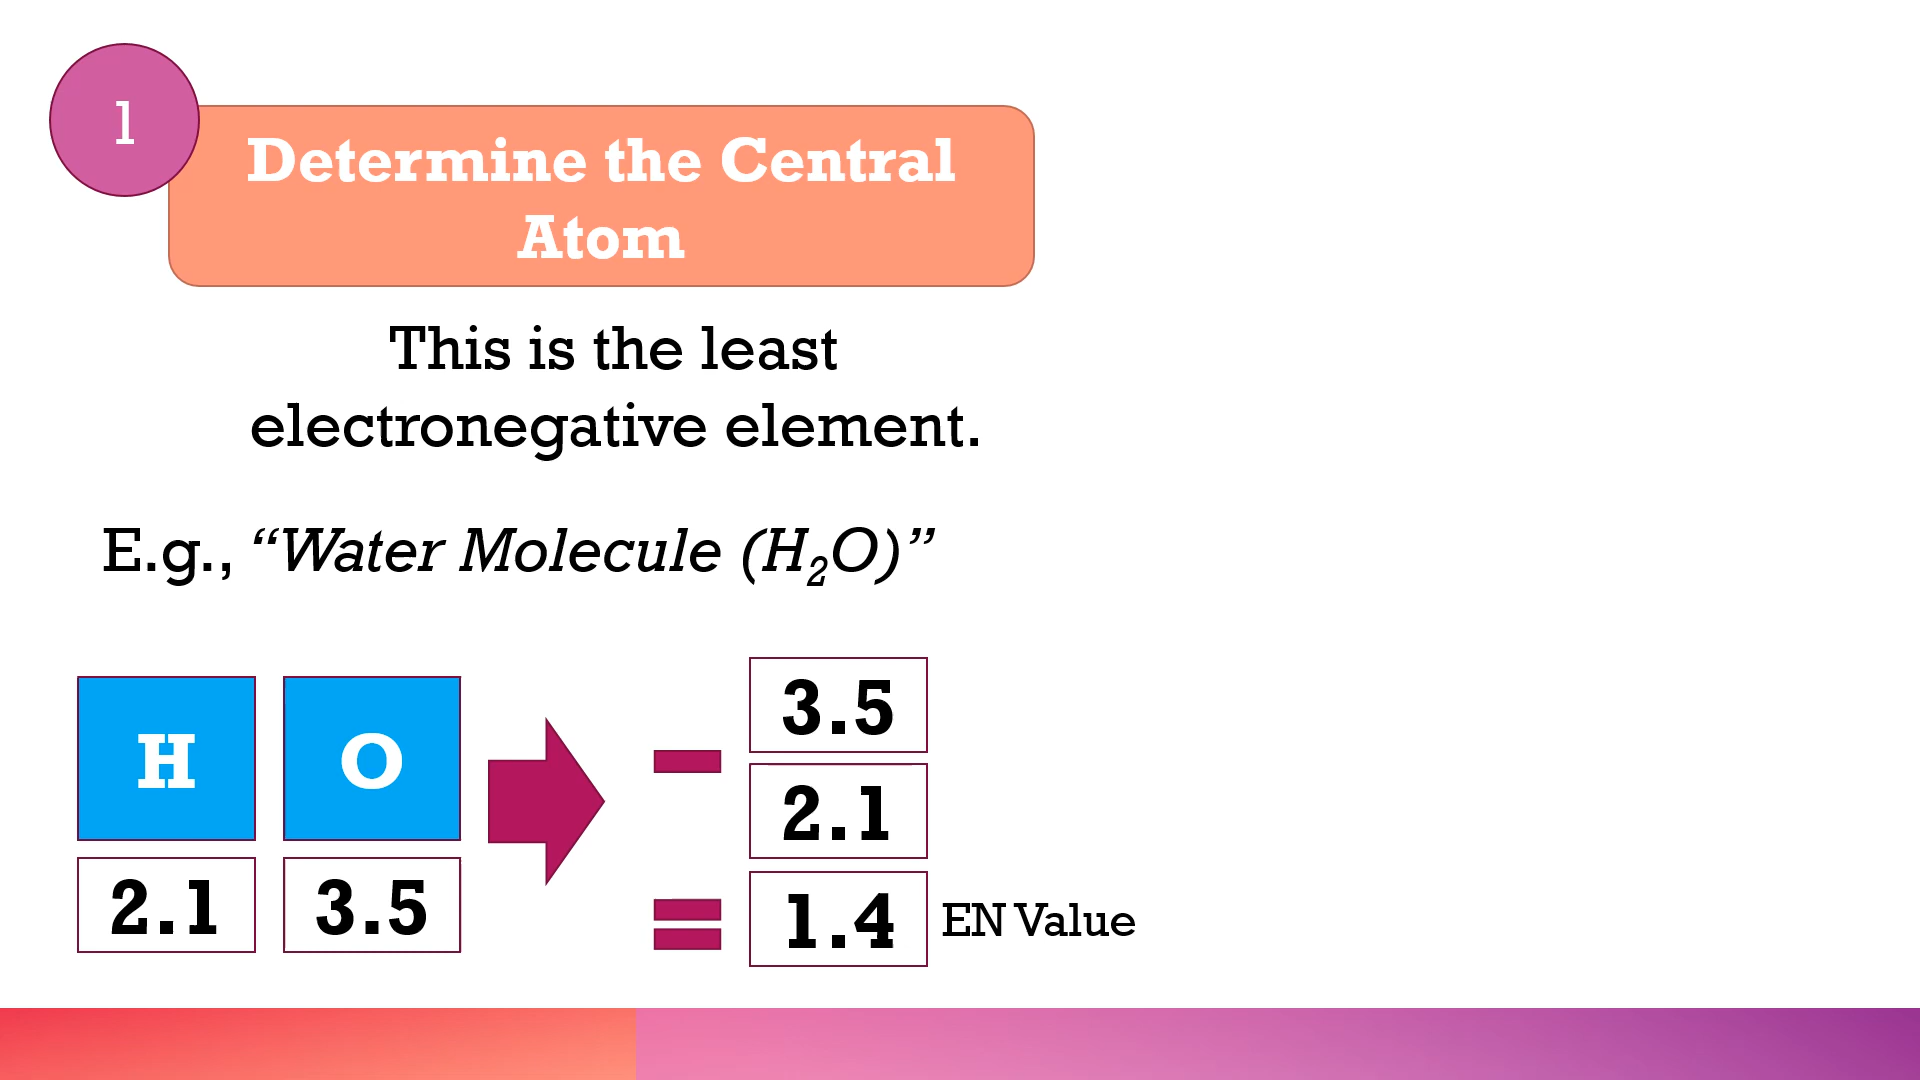 1
Determine the Central
Atom
This is the least
electronegative element.
E.g., “Water Molecule (H₂O)”
H O
2.1 3.5
3.5
2.1
1.4 EN Value